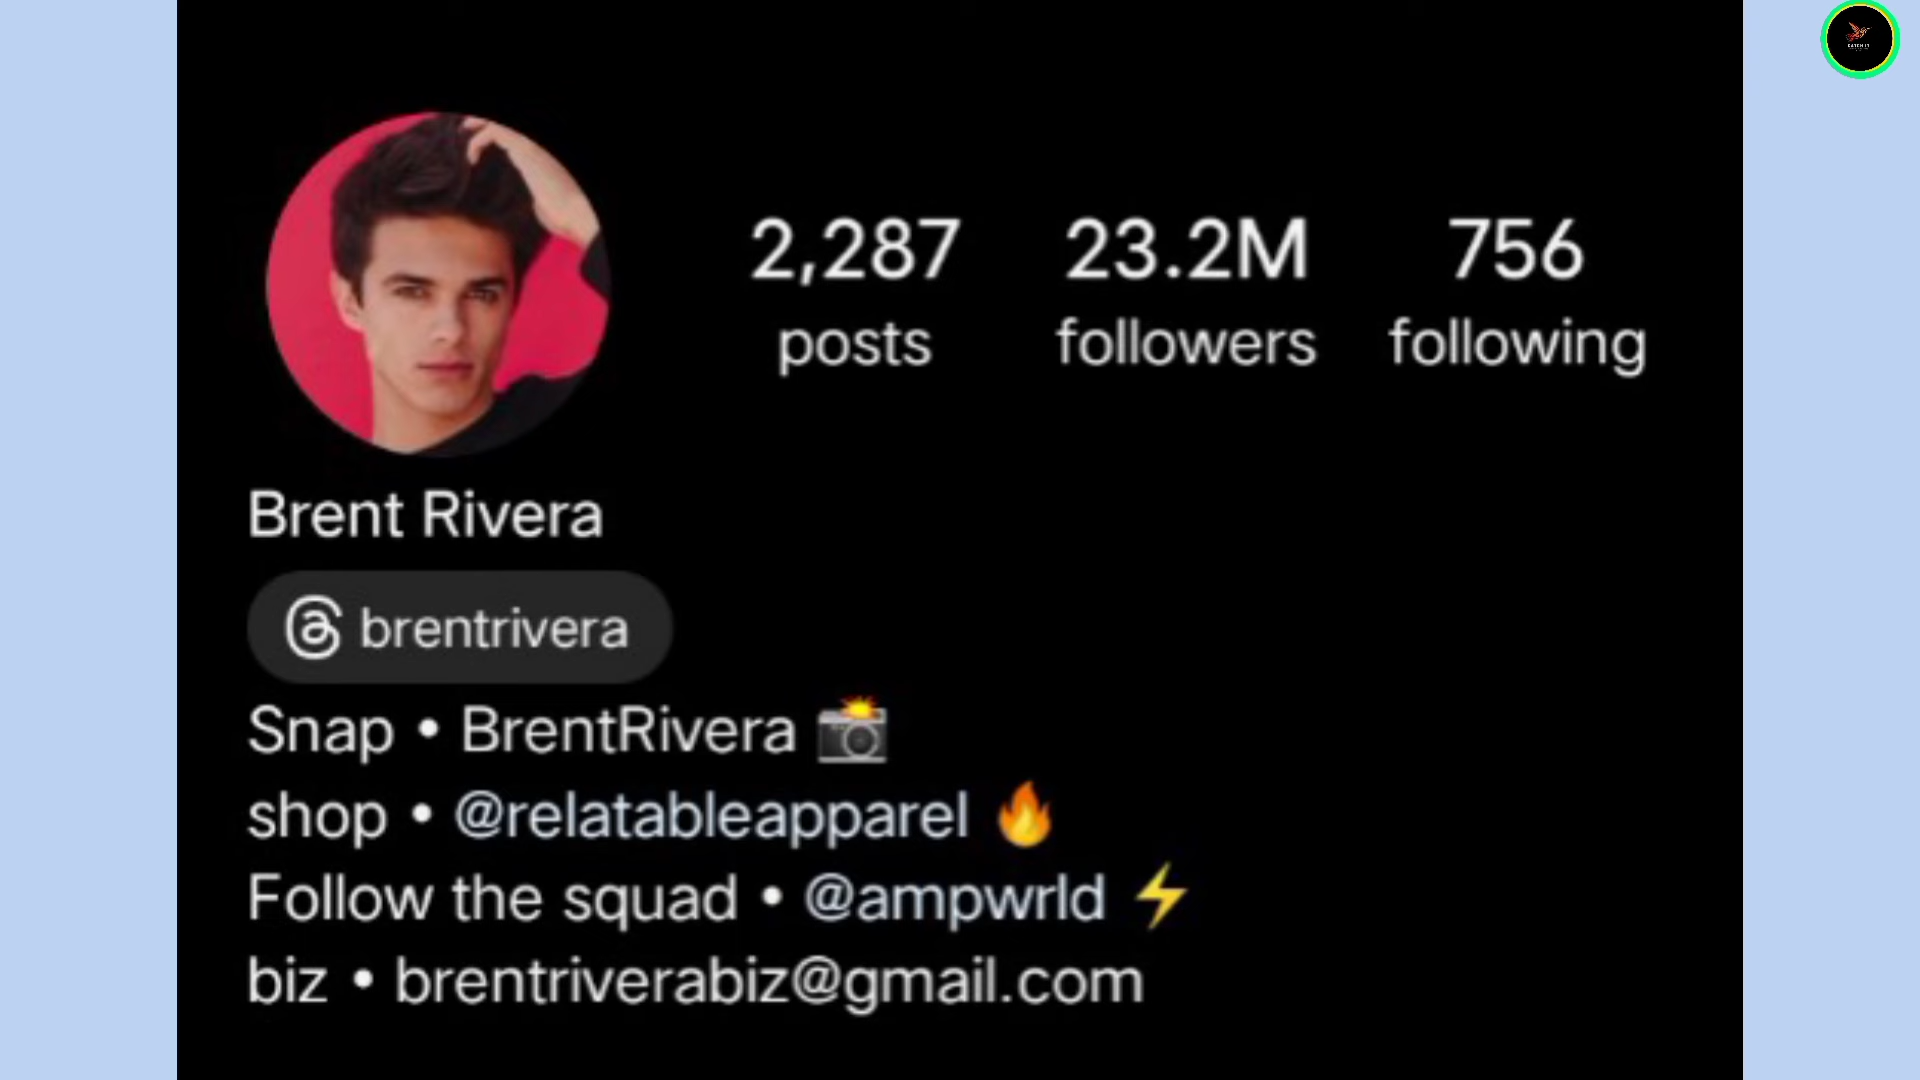 2,287 23.2M 756
posts followers following
Brent Rivera
brentrivera
Snap • BrentRivera 📸
shop • @relatableapparel 🔥
Follow the squad • @ampwrld ⚡
biz • brentriverabiz@gmail.com